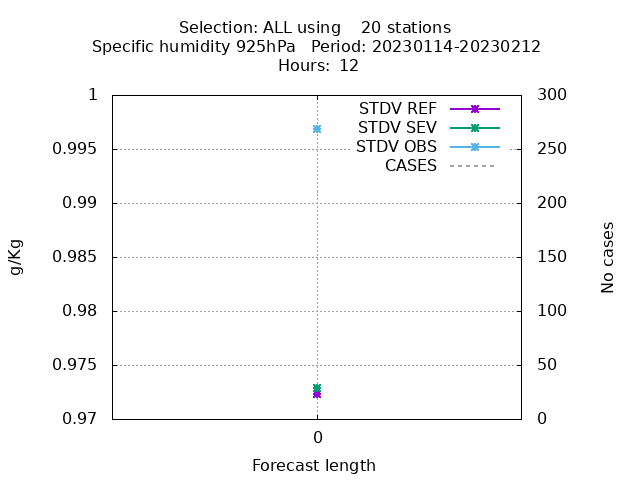 Selection: ALL using    20 stations
Specific humidity 925hPa   Period: 20230114-20230212
Hours:  12
1
0.995
0.99
0.985
0.98
0.975
0.97
g/Kg
300
250
200
150
100
50
0
No cases
STDV REF
STDV SEV
STDV OBS
CASES
0
Forecast length